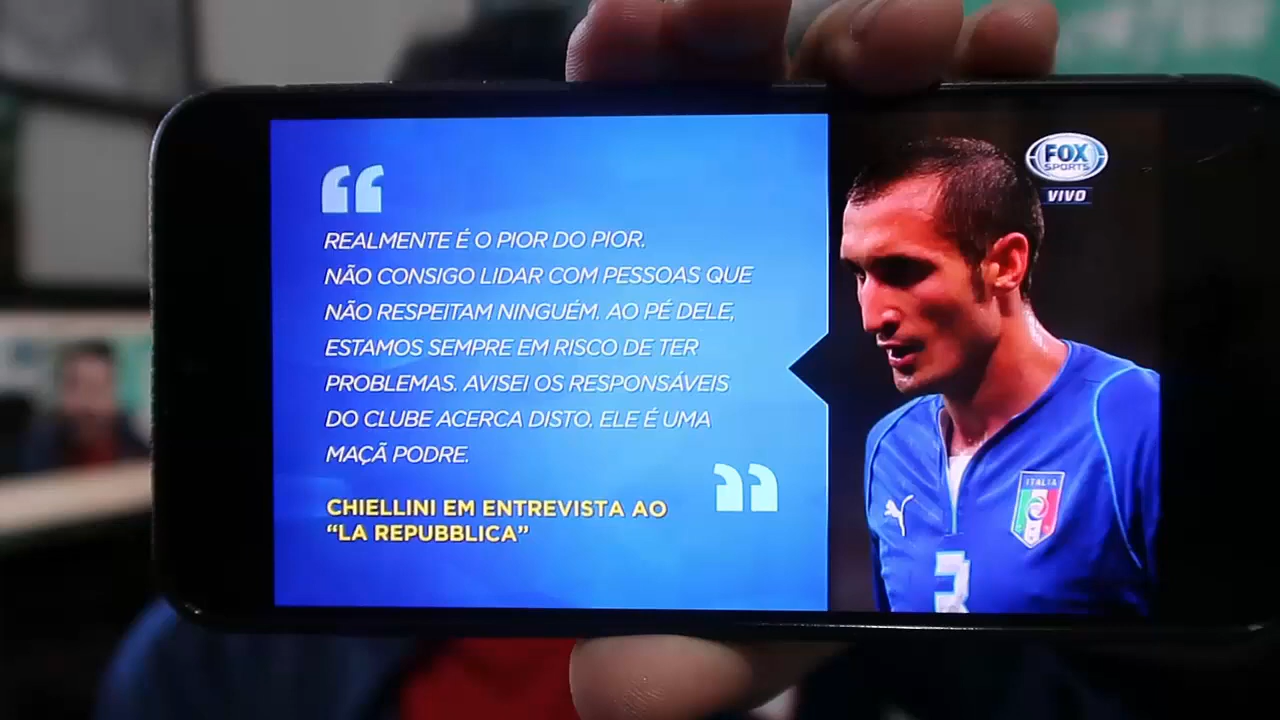 “
REALMENTE É O PIOR DO PIOR.
NÃO CONSIGO LIDAR COM PESSOAS QUE
NÃO RESPEITAM NINGUÉM. AO PÉ DELE,
ESTAMOS SEMPRE EM RISCO DE TER
PROBLEMAS. AVISEI OS RESPONSÁVEIS
DO CLUBE ACERCA DISTO. ELE É UMA
MAÇÃ PODRE.
”
CHIELLINI EM ENTREVISTA AO
“LA REPUBBLICA”
FOX
SPORTS
VIVO
ITALIA
3